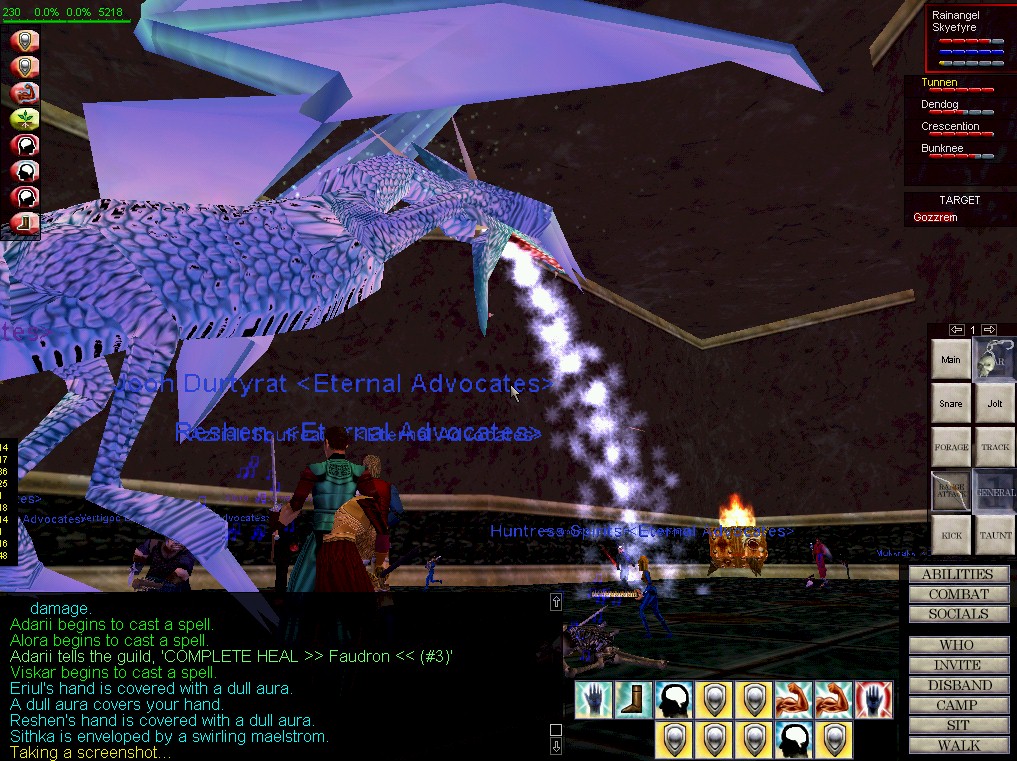 230 0.0% 0.0% 5218
Rainangel
Skyefyre
Tunnen
Dendog
Crescention
Bunknee
TARGET
Gozzrem
1
Main
Snare
Jolt
FORAGE
TRACK
RANGE
ATTACK
GENERAL
KICK
TAUNT
Durtyrat <Eternal Advocates>
Reshen <Eternal Advocates>
Huntress Spirits <Eternal Advocates>
ABILITIES
COMBAT
SOCIALS
WHO
INVITE
DISBAND
CAMP
SIT
WALK
damage.
Adarii begins to cast a spell.
Alora begins to cast a spell.
Adarii tells the guild, 'COMPLETE HEAL >> Faudron << (#3)'
Viskar begins to cast a spell.
Eriul's hand is covered with a dull aura.
A dull aura covers your hand.
Reshen's hand is covered with a dull aura.
Sithka is enveloped by a swirling maelstrom.
Taking a screenshot...